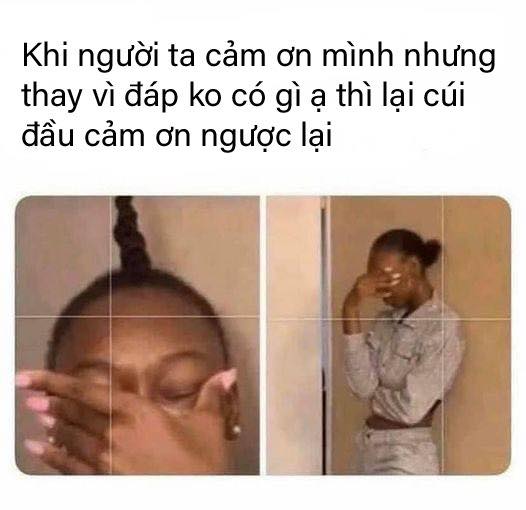 Khi người ta cảm ơn mình nhưng
thay vì đáp ko có gì ạ thì lại cúi
đầu cảm ơn ngược lại